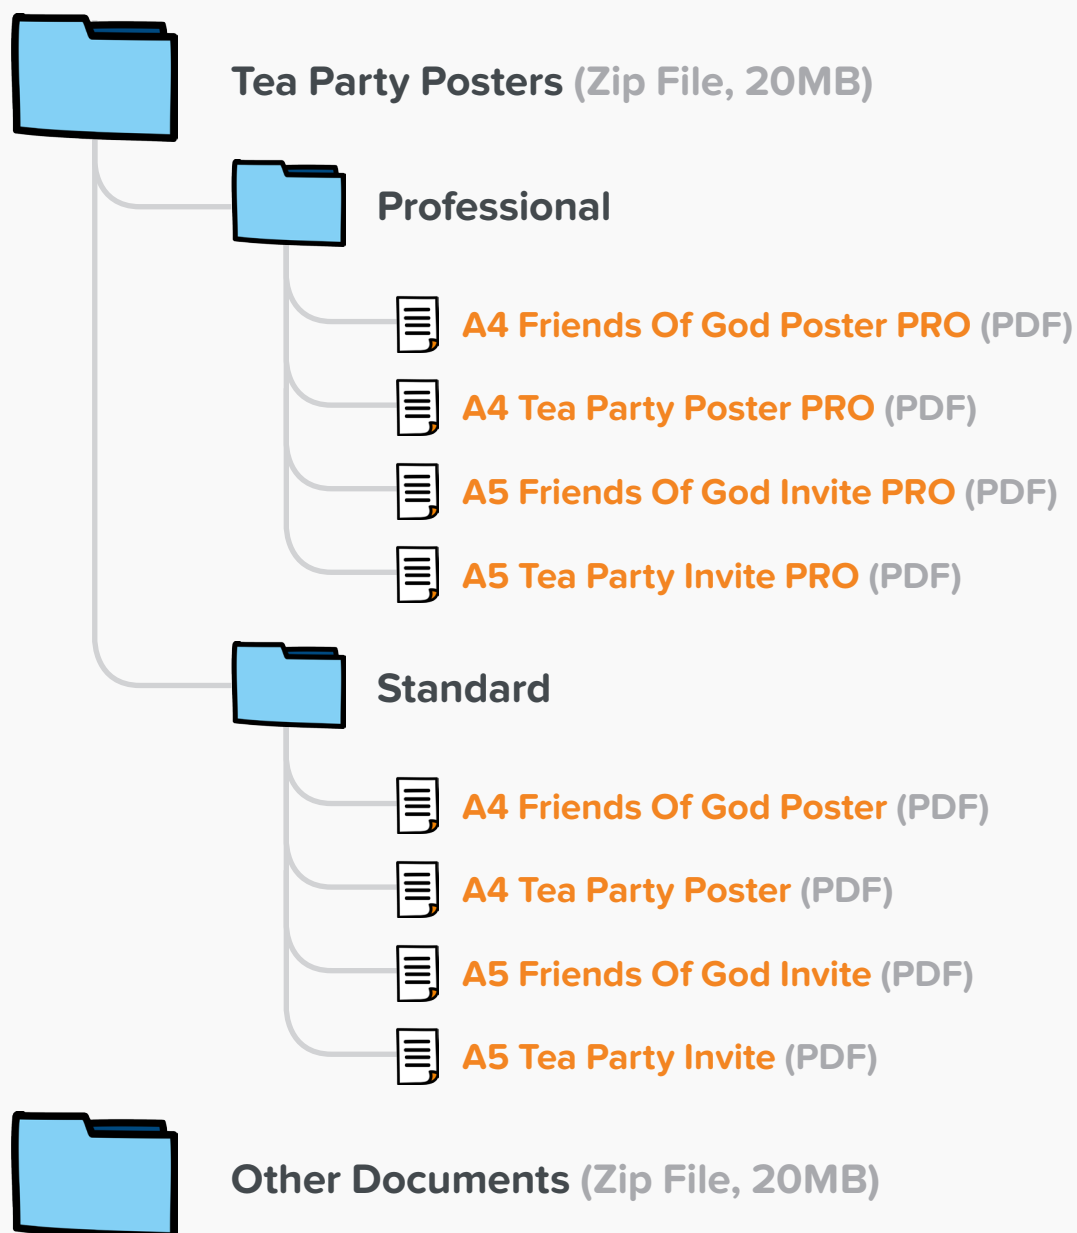 Tea Party Posters (Zip File, 20MB)
Professional
A4 Friends Of God Poster PRO (PDF)
A4 Tea Party Poster PRO (PDF)
A5 Friends Of God Invite PRO (PDF)
A5 Tea Party Invite PRO (PDF)
Standard
A4 Friends Of God Poster (PDF)
A4 Tea Party Poster (PDF)
A5 Friends Of God Invite (PDF)
A5 Tea Party Invite (PDF)
Other Documents (Zip File, 20MB)